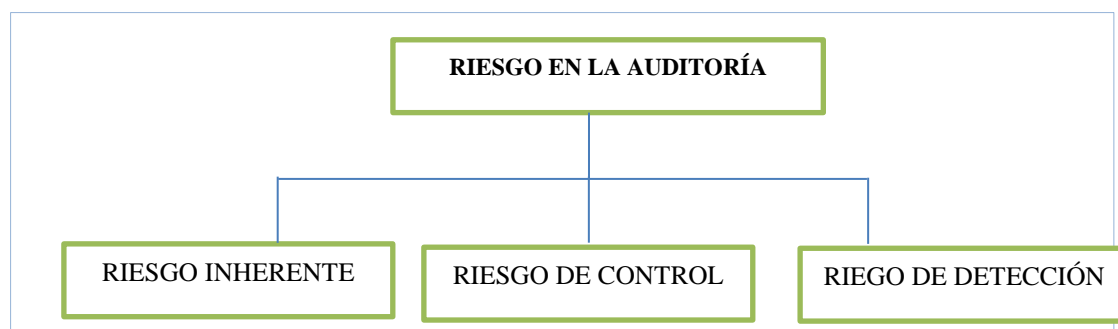 RIESGO EN LA AUDITORÍA
RIESGO INHERENTE
RIESGO DE CONTROL
RIEGO DE DETECCIÓN